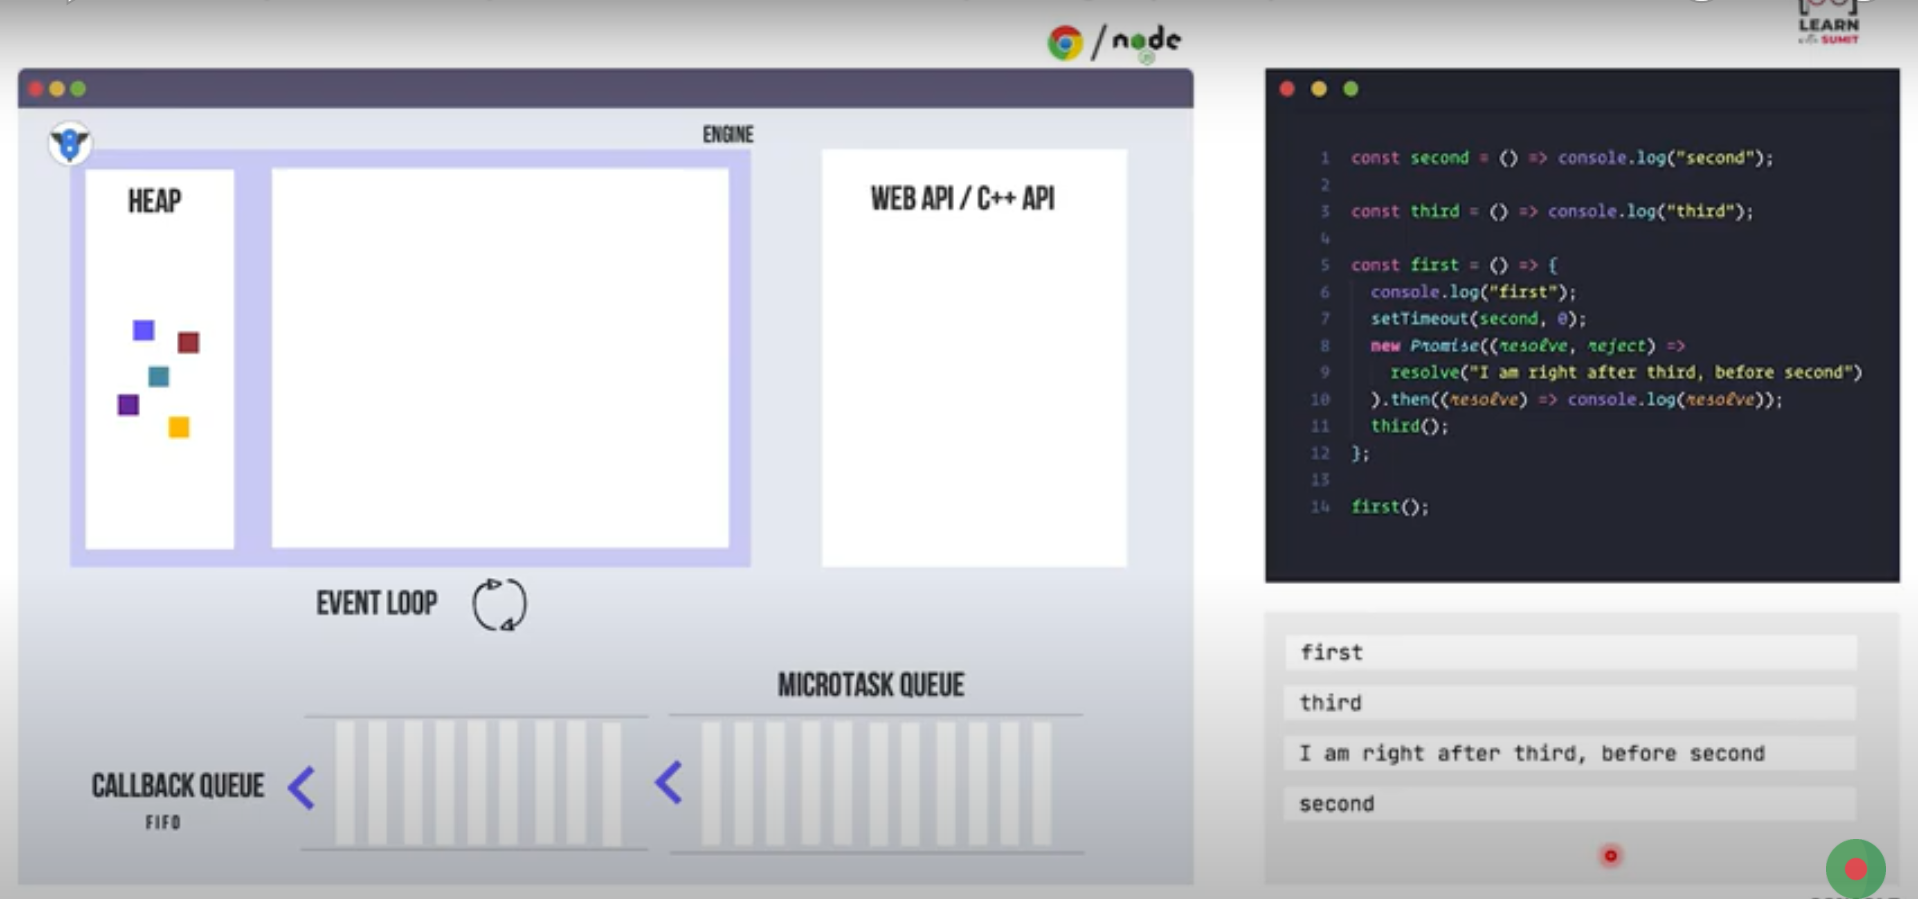 node
LEARN
SUMIT
ENGINE
HEAP
WEB API / C++ API
EVENT LOOP
MICROTASK QUEUE
CALLBACK QUEUE
FIFO
1 const second = () => console.log("second");
2
3 const third = () => console.log("third");
4
5 const first = () => {
6 console.log("first");
7 setTimeout(second, 0);
8 new Promise((resolve, reject) =>
9 resolve("I am right after third, before second")
10 ).then((resolve) => console.log(resolve));
11 third();
12 };
13
14 first();
first
third
I am right after third, before second
second